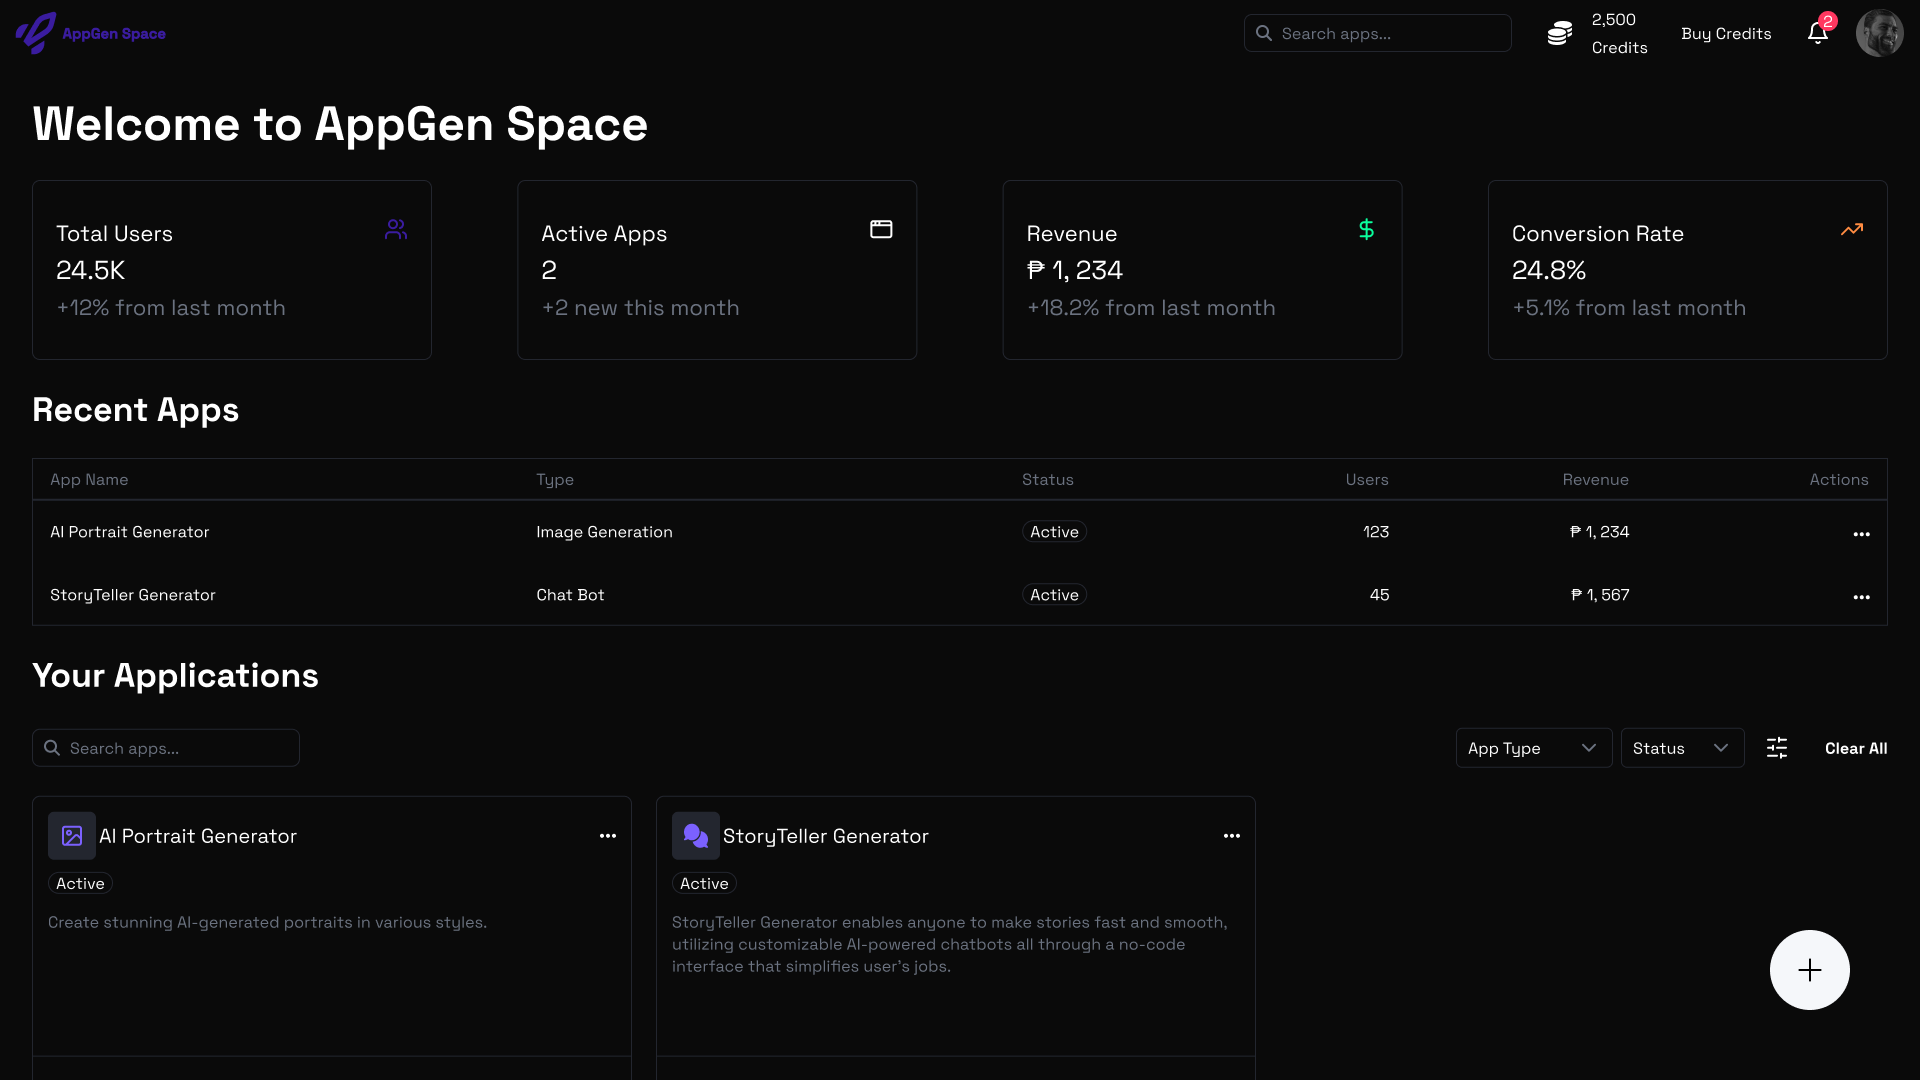 AppGen Space
Search apps...
2,500
Credits
Buy Credits
2
Welcome to AppGen Space
Total Users
24.5K
+12% from last month
Active Apps
2
+2 new this month
Revenue
₱ 1, 234
+18.2% from last month
Conversion Rate
24.8%
+5.1% from last month
Recent Apps
App Name Type Status Users Revenue Actions
AI Portrait Generator Image Generation Active 123 ₱ 1, 234
StoryTeller Generator Chat Bot Active 45 ₱ 1, 567
Your Applications
Search apps...
App Type
Status
Clear All
AI Portrait Generator
Active
Create stunning AI-generated portraits in various styles.
StoryTeller Generator
Active
StoryTeller Generator enables anyone to make stories fast and smooth,
utilizing customizable AI-powered chatbots all through a no-code
interface that simplifies user's jobs.